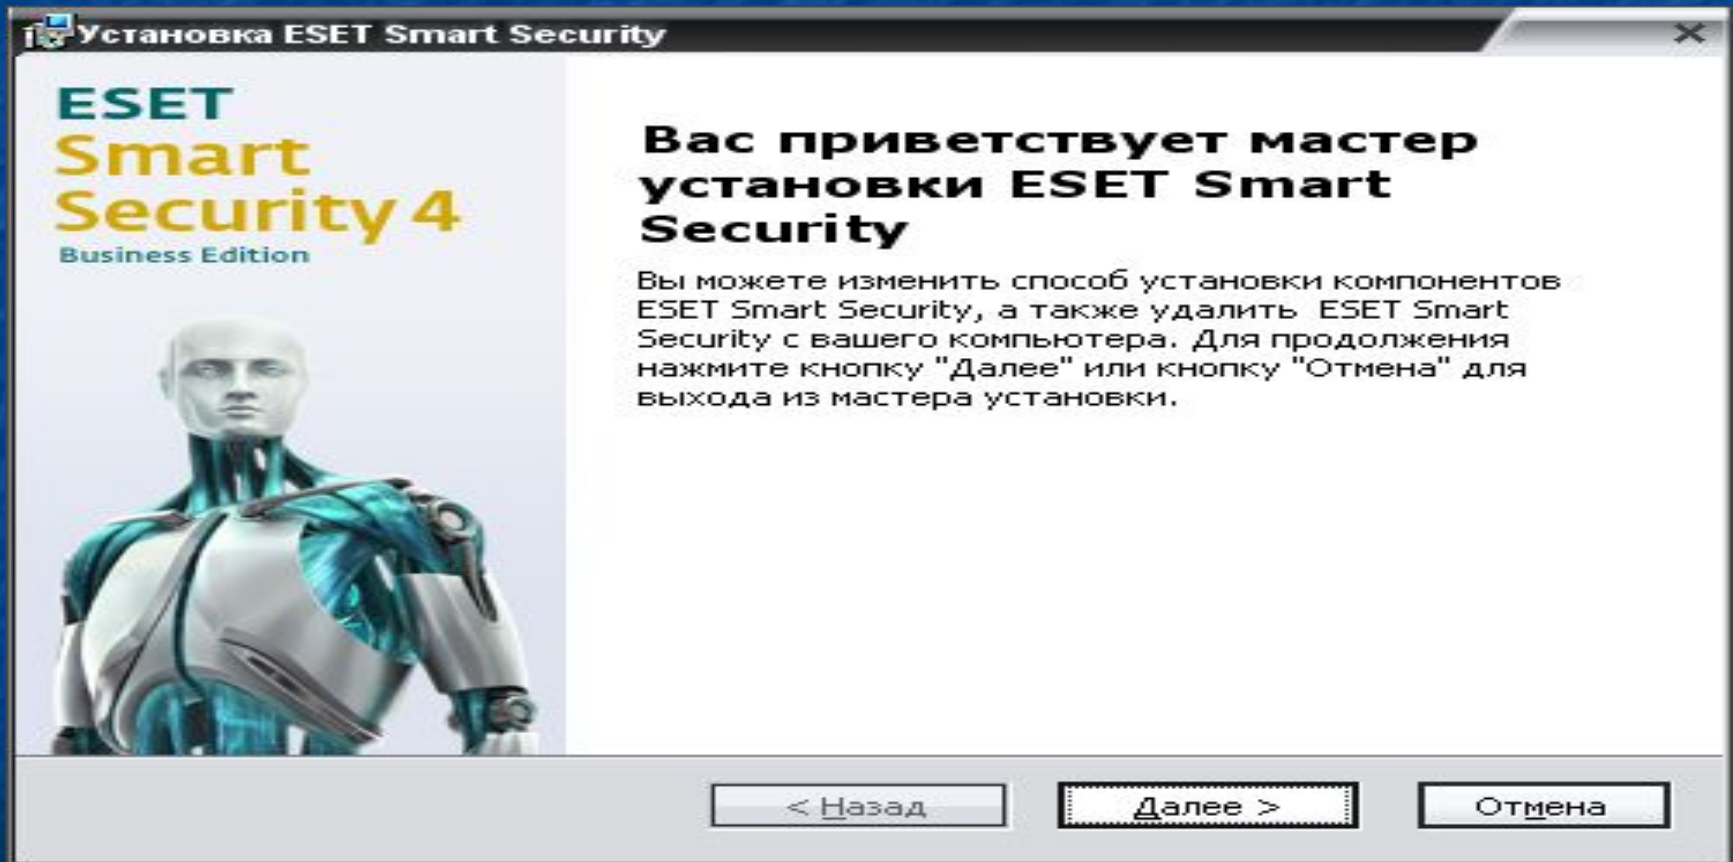 Установка ESET Smart Security
ESET
Smart
Security 4
Business Edition
Вас приветствует мастер
установки ESET Smart
Security
Вы можете изменить способ установки компонентов
ESET Smart Security, а также удалить ESET Smart
Security с вашего компьютера. Для продолжения
нажмите кнопку "Далее" или кнопку "Отмена" для
выхода из мастера установки.
< Назад
Далее >
Отмена